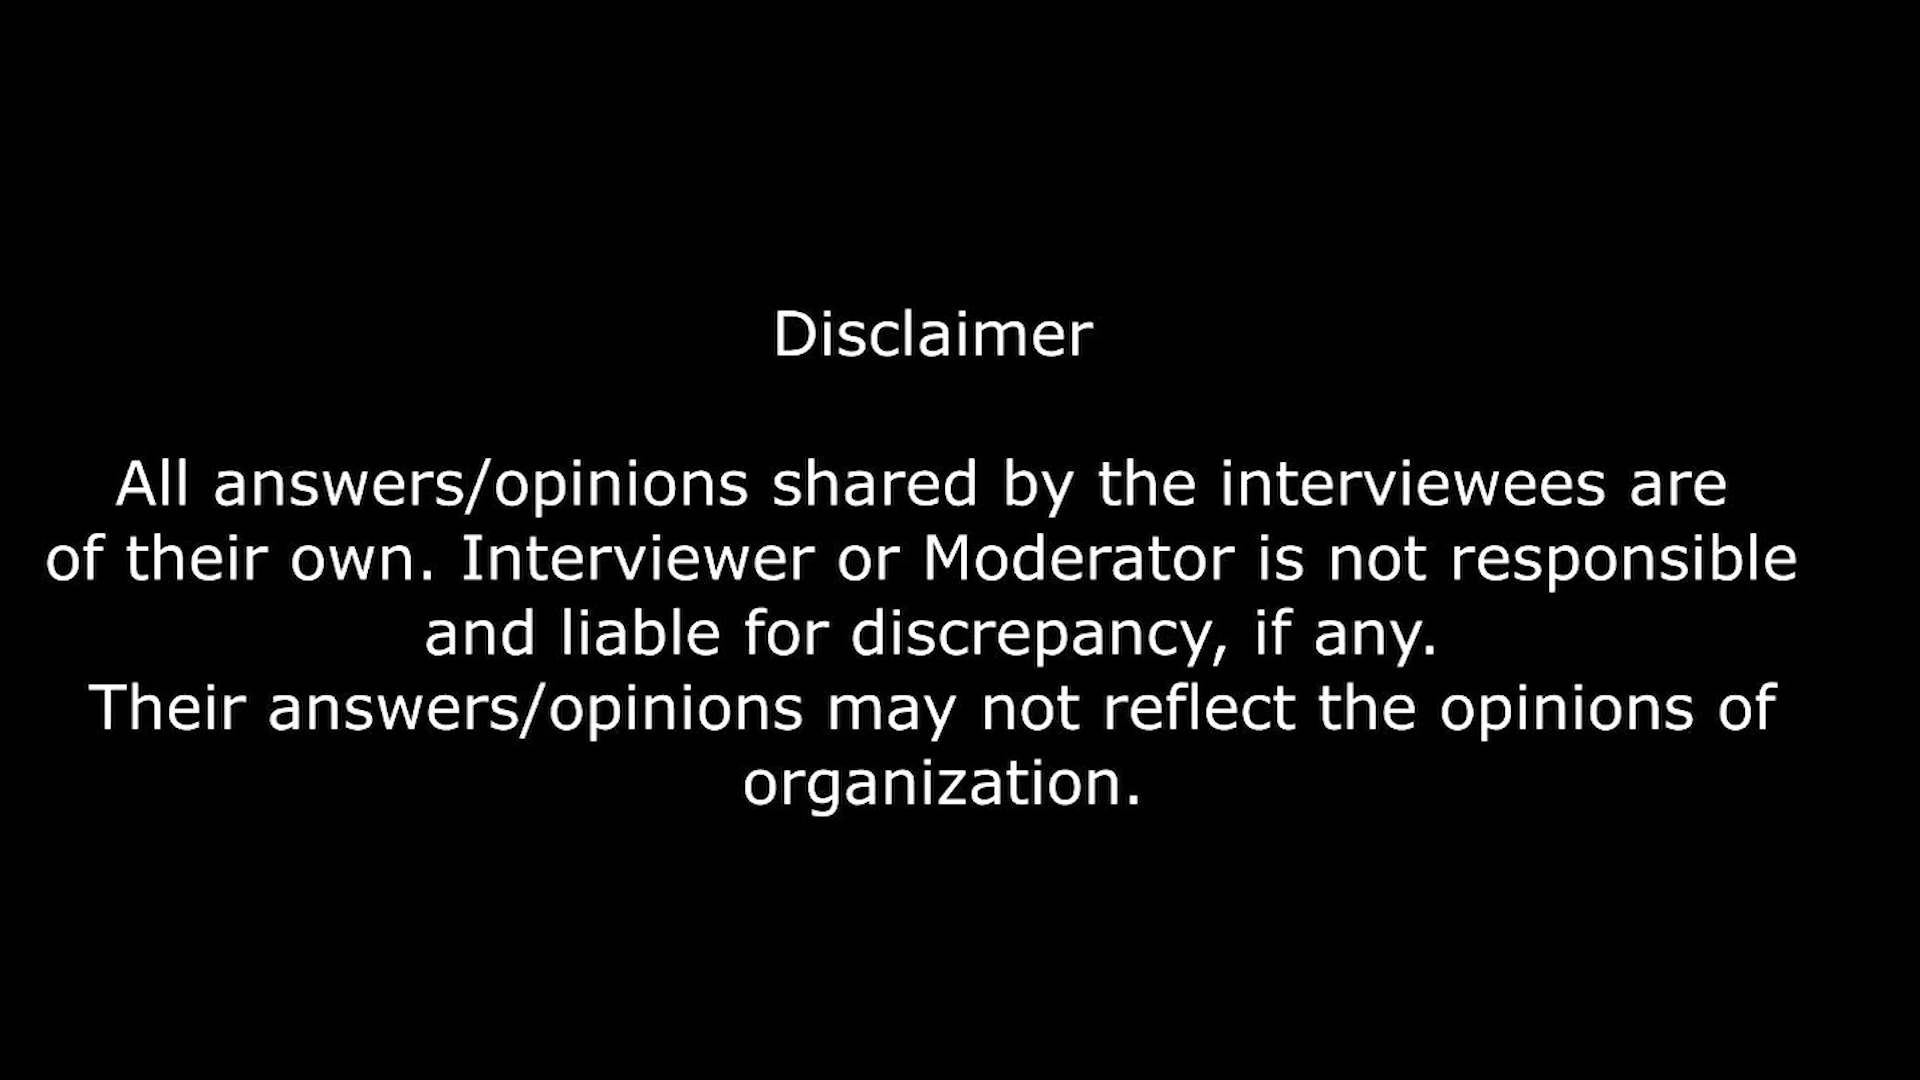 Disclaimer
All answers/opinions shared by the interviewees are
of their own. Interviewer or Moderator is not responsible
and liable for discrepancy, if any.
Their answers/opinions may not reflect the opinions of
organization.